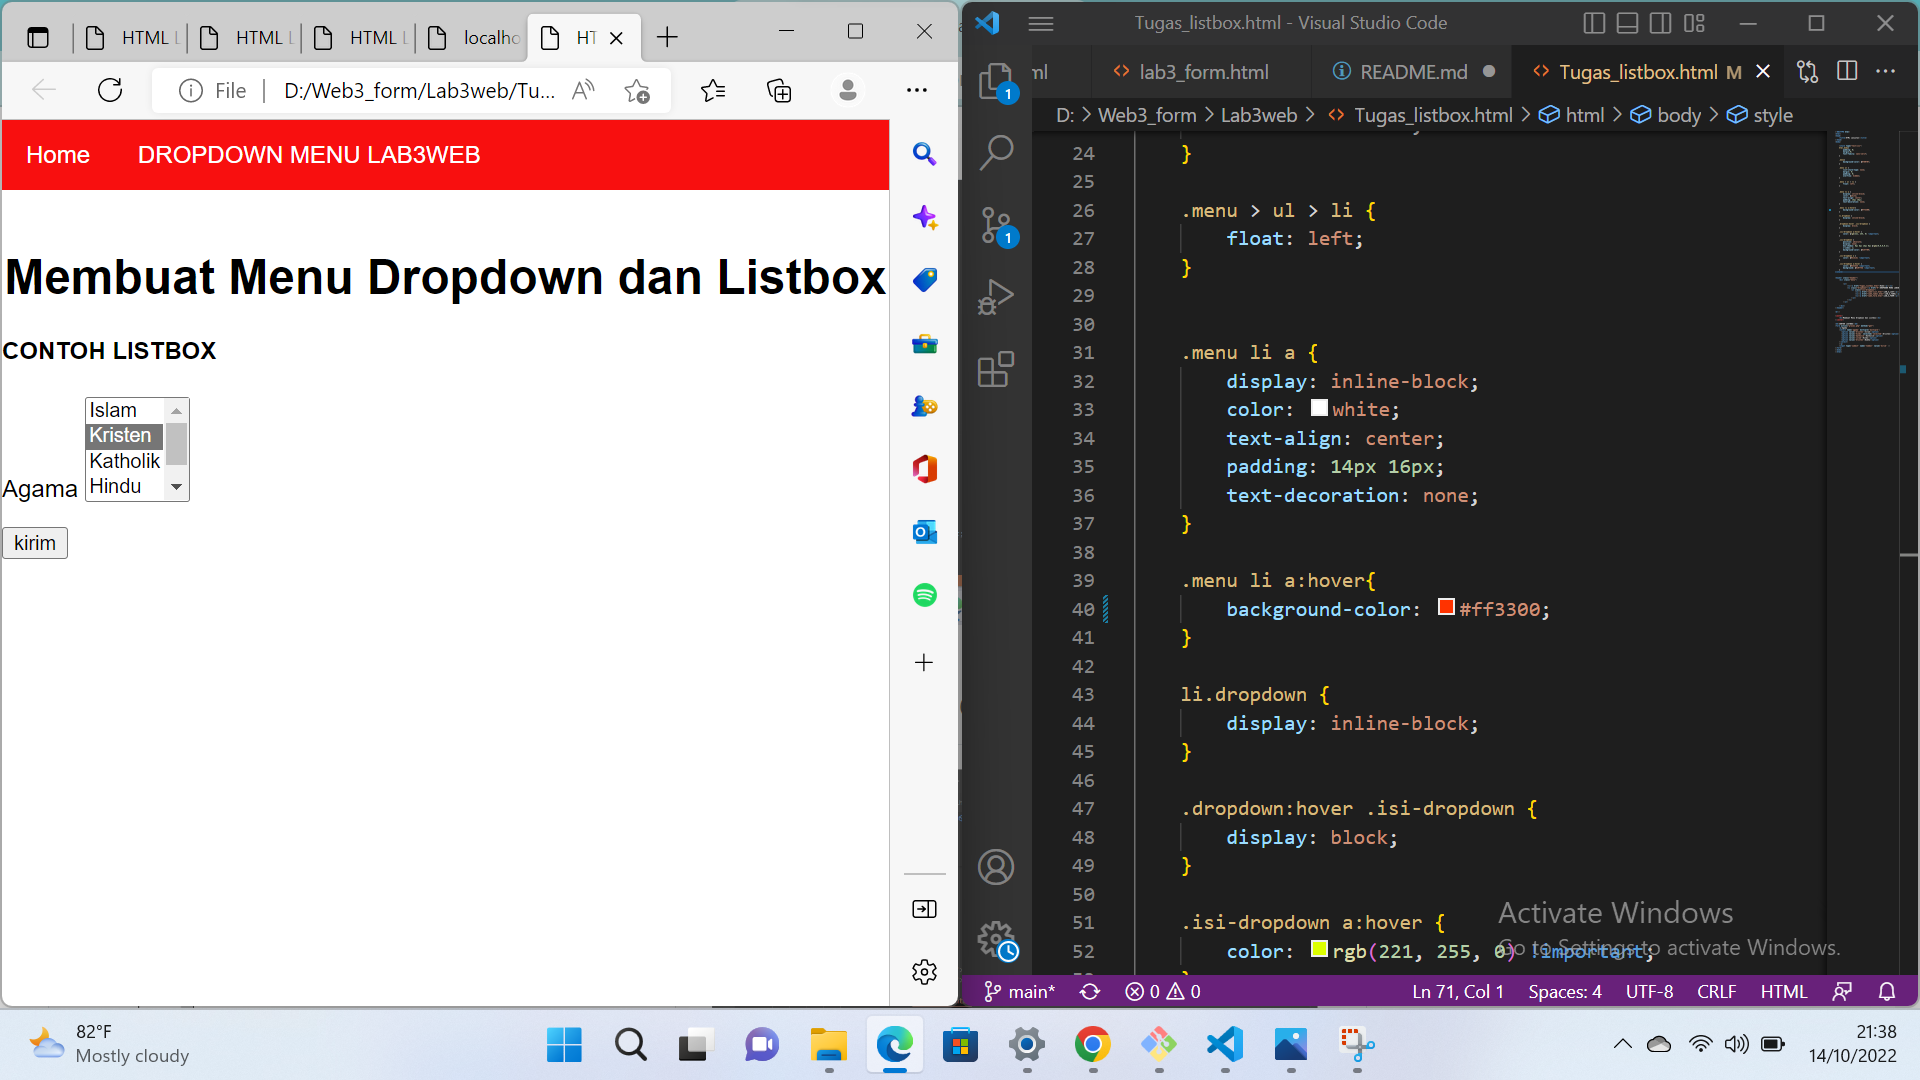 HTML L
HTML L
HTML L
localho
HT
File
D:/Web3_form/Lab3web/Tu...
Home
DROPDOWN MENU LAB3WEB
Membuat Menu Dropdown dan Listbox
CONTOH LISTBOX
Islam
Kristen
Katholik
Hindu
Agama
kirim
Tugas_listbox.html - Visual Studio Code
ml
lab3_form.html
README.md
Tugas_listbox.html M
D: > Web3_form > Lab3web > Tugas_listbox.html > html > body > style
1
1
24 }
25
26 .menu > ul > li {
27 float: left;
28 }
29
30
31 .menu li a {
32 display: inline-block;
33 color: white;
34 text-align: center;
35 padding: 14px 16px;
36 text-decoration: none;
37 }
38
39 .menu li a:hover{
40 background-color: #ff3300;
41 }
42
43 li.dropdown {
44 display: inline-block;
45 }
46
47 .dropdown:hover .isi-dropdown {
48 display: block;
49 }
50
51 .isi-dropdown a:hover {
52 color: rgb(221, 255, 0) !important;
Activate Windows
Go to Settings to activate Windows.
main*
0 0
Ln 71, Col 1
Spaces: 4
UTF-8
CRLF
HTML
82°F
Mostly cloudy
21:38
14/10/2022